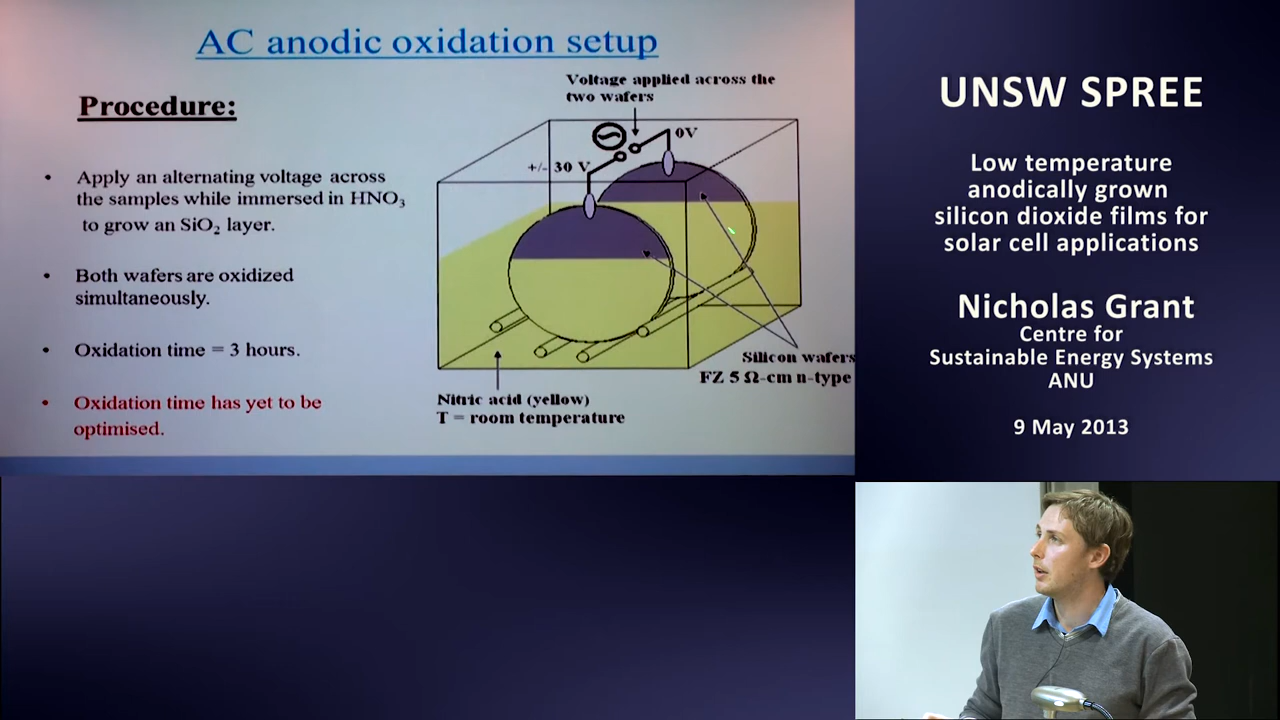 AC anodic oxidation setup
Procedure:
• Apply an alternating voltage across
the samples while immersed in HNO₃
to grow an SiO₂ layer.
• Both wafers are oxidized
simultaneously.
• Oxidation time = 3 hours.
• Oxidation time has yet to be
optimised.
Voltage applied across the
two wafers
0V
+/- 30 V
Silicon wafers
FZ 5 Ω-cm n-type
Nitric acid (yellow)
T = room temperature
UNSW SPREE
Low temperature
anodically grown
silicon dioxide films for
solar cell applications
Nicholas Grant
Centre for
Sustainable Energy Systems
ANU
9 May 2013